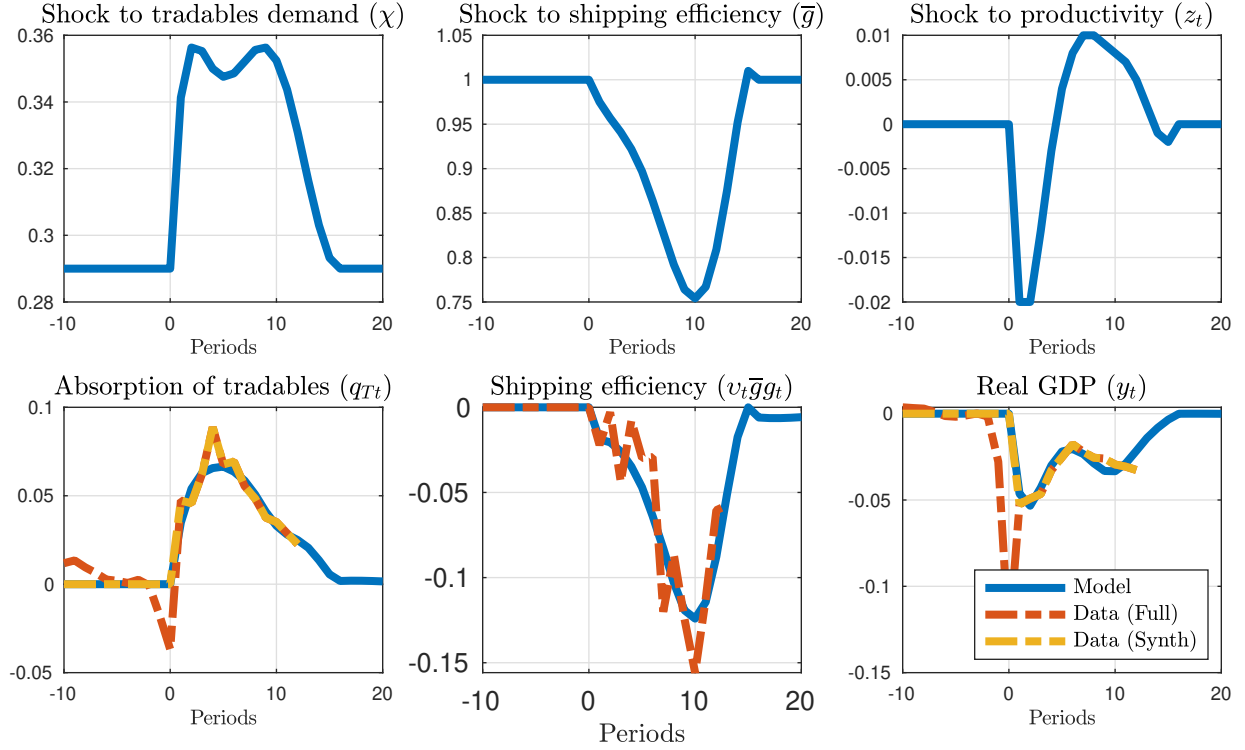 Shock to tradables demand (χ)
0.36
0.34
0.32
0.3
0.28
-10 0 10 20
Periods
Shock to shipping efficiency (g̅)
1.05
1
0.95
0.9
0.85
0.8
0.75
-10 0 10 20
Periods
Shock to productivity (z_t)
0.01
0.005
0
-0.005
-0.01
-0.015
-0.02
-10 0 10 20
Periods
Absorption of tradables (q_{Tt})
0.1
0.05
0
-0.05
-10 0 10 20
Periods
Shipping efficiency (υ_t g̅ g_t)
0
-0.05
-0.1
-0.15
-10 0 10 20
Periods
Real GDP (y_t)
0
-0.05
-0.1
-0.15
Model
Data (Full)
Data (Synth)
-10 0 10 20
Periods